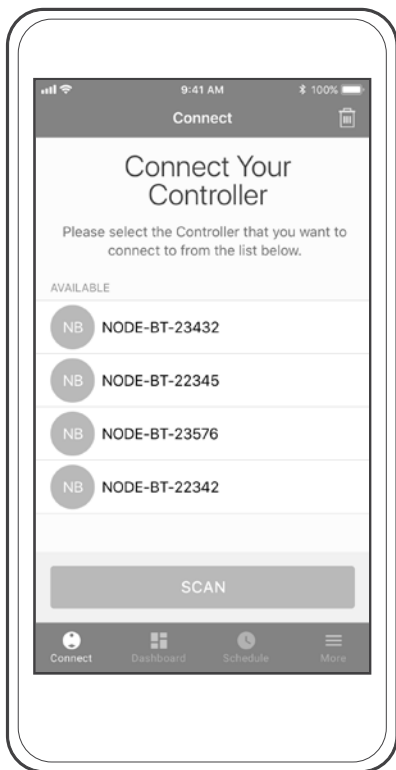 9:41 AM
100%
Connect
Connect Your
Controller
Please select the Controller that you want to
connect to from the list below.
AVAILABLE
NB NODE-BT-23432
NB NODE-BT-22345
NB NODE-BT-23576
NB NODE-BT-22342
SCAN
Connect Dashboard Schedule More